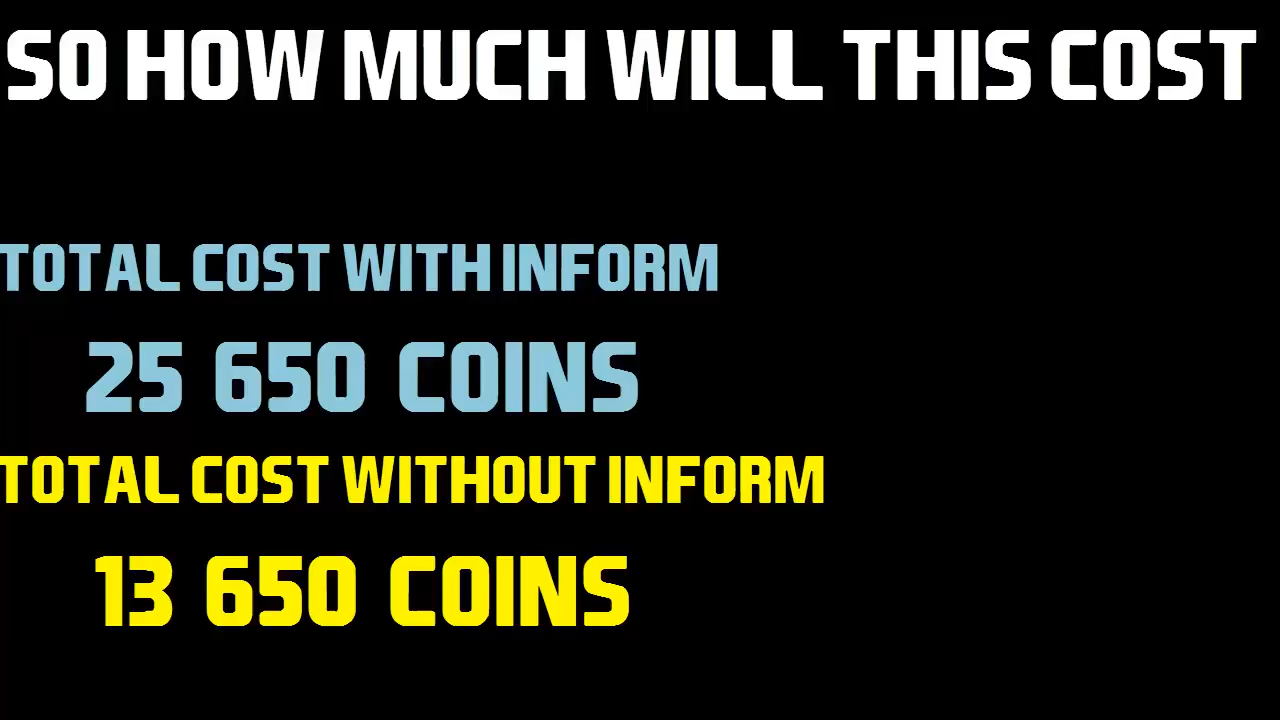 SO HOW MUCH WILL THIS COST
TOTAL COST WITH INFORM
25 650 COINS
TOTAL COST WITHOUT INFORM
13 650 COINS